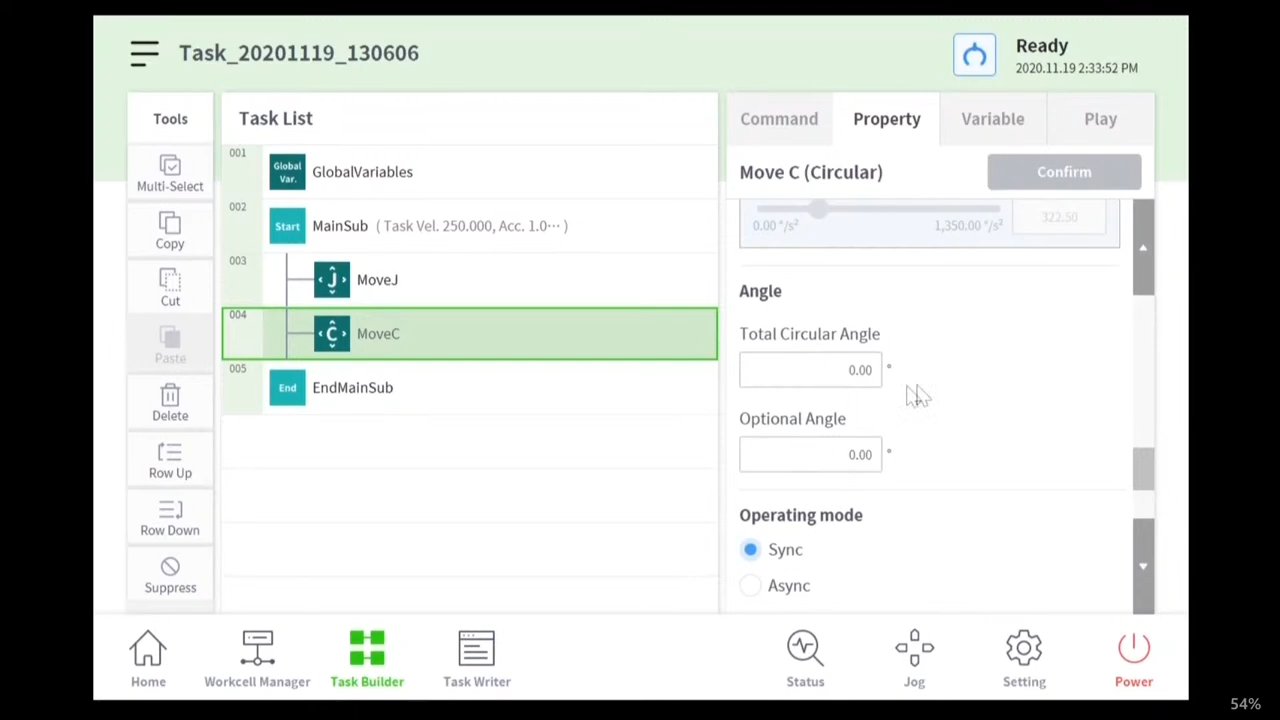 Task_20201119_130606
Ready
2020.11.19 2:33:52 PM
Tools
Multi-Select
Copy
Cut
Paste
Delete
Row Up
Row Down
Suppress
Task List
001
Global Var.
GlobalVariables
002
Start
MainSub ( Task Vel. 250.000, Acc. 1.0··· )
003
J
MoveJ
004
C
MoveC
005
End
EndMainSub
Command
Property
Variable
Play
Move C (Circular)
Confirm
0.00 °/s²
1,350.00 °/s²
322.50
Angle
Total Circular Angle
0.00 °
Optional Angle
0.00 °
Operating mode
Sync
Async
Home
Workcell Manager
Task Builder
Task Writer
Status
Jog
Setting
Power
54%